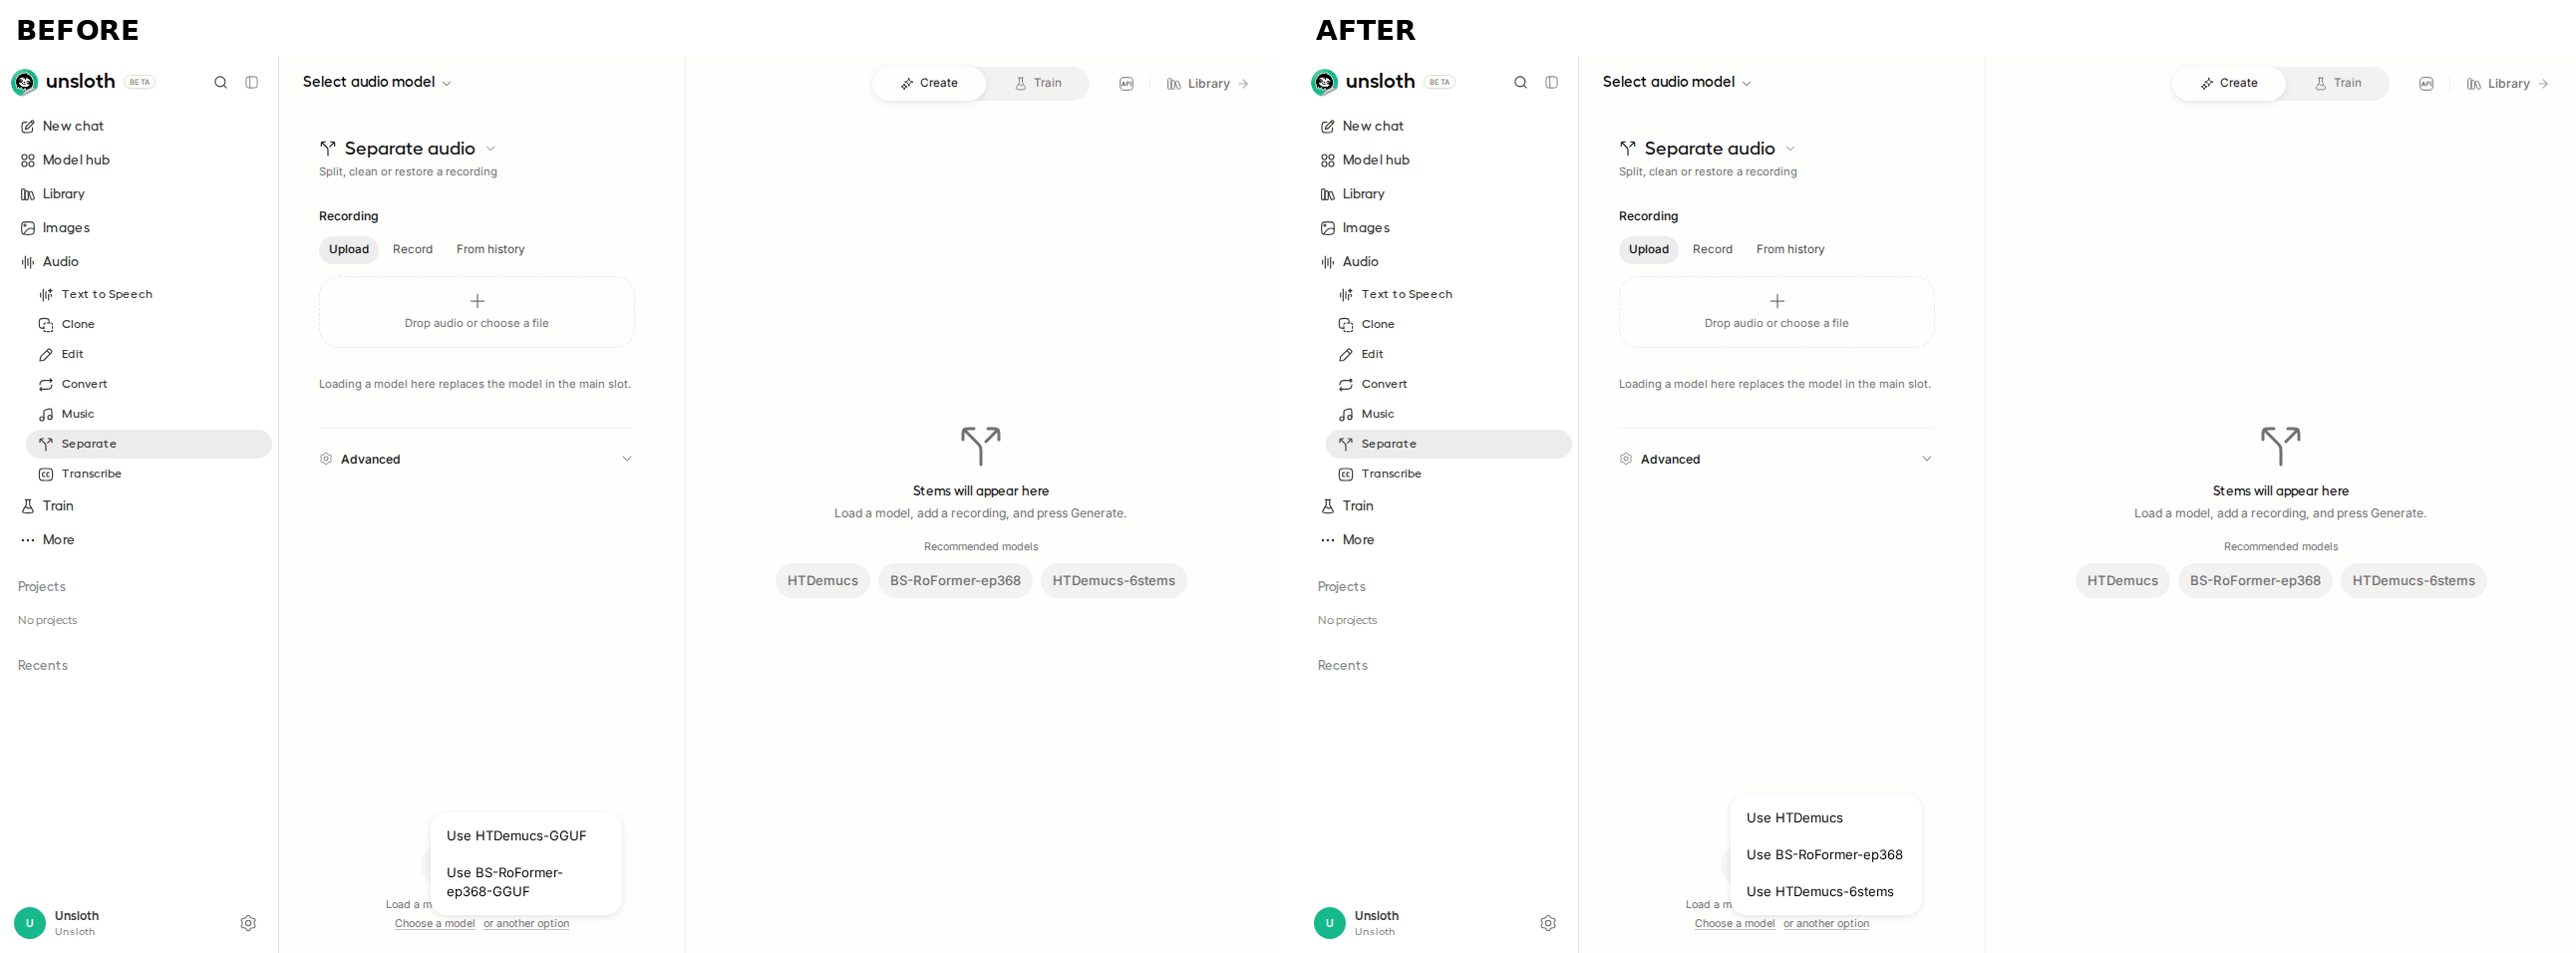 BEFORE
unsloth BETA
New chat
Model hub
Library
Images
Audio
Text to Speech
Clone
Edit
Convert
Music
Separate
Transcribe
Train
More
Projects
No projects
Recents
U
Unsloth
Unsloth
Select audio model
Create
Train
API
Library
Separate audio
Split, clean or restore a recording
Recording
Upload
Record
From history
Drop audio or choose a file
Loading a model here replaces the model in the main slot.
Advanced
Stems will appear here
Load a model, add a recording, and press Generate.
Recommended models
HTDemucs
BS-RoFormer-ep368
HTDemucs-6stems
Use HTDemucs-GGUF
Use BS-RoFormer-
ep368-GGUF
Load a m
Choose a model or another option
AFTER
unsloth BETA
New chat
Model hub
Library
Images
Audio
Text to Speech
Clone
Edit
Convert
Music
Separate
Transcribe
Train
More
Projects
No projects
Recents
U
Unsloth
Unsloth
Select audio model
Create
Train
API
Library
Separate audio
Split, clean or restore a recording
Recording
Upload
Record
From history
Drop audio or choose a file
Loading a model here replaces the model in the main slot.
Advanced
Stems will appear here
Load a model, add a recording, and press Generate.
Recommended models
HTDemucs
BS-RoFormer-ep368
HTDemucs-6stems
Use HTDemucs
Use BS-RoFormer-ep368
Use HTDemucs-6stems
Load a m
Choose a model or another option